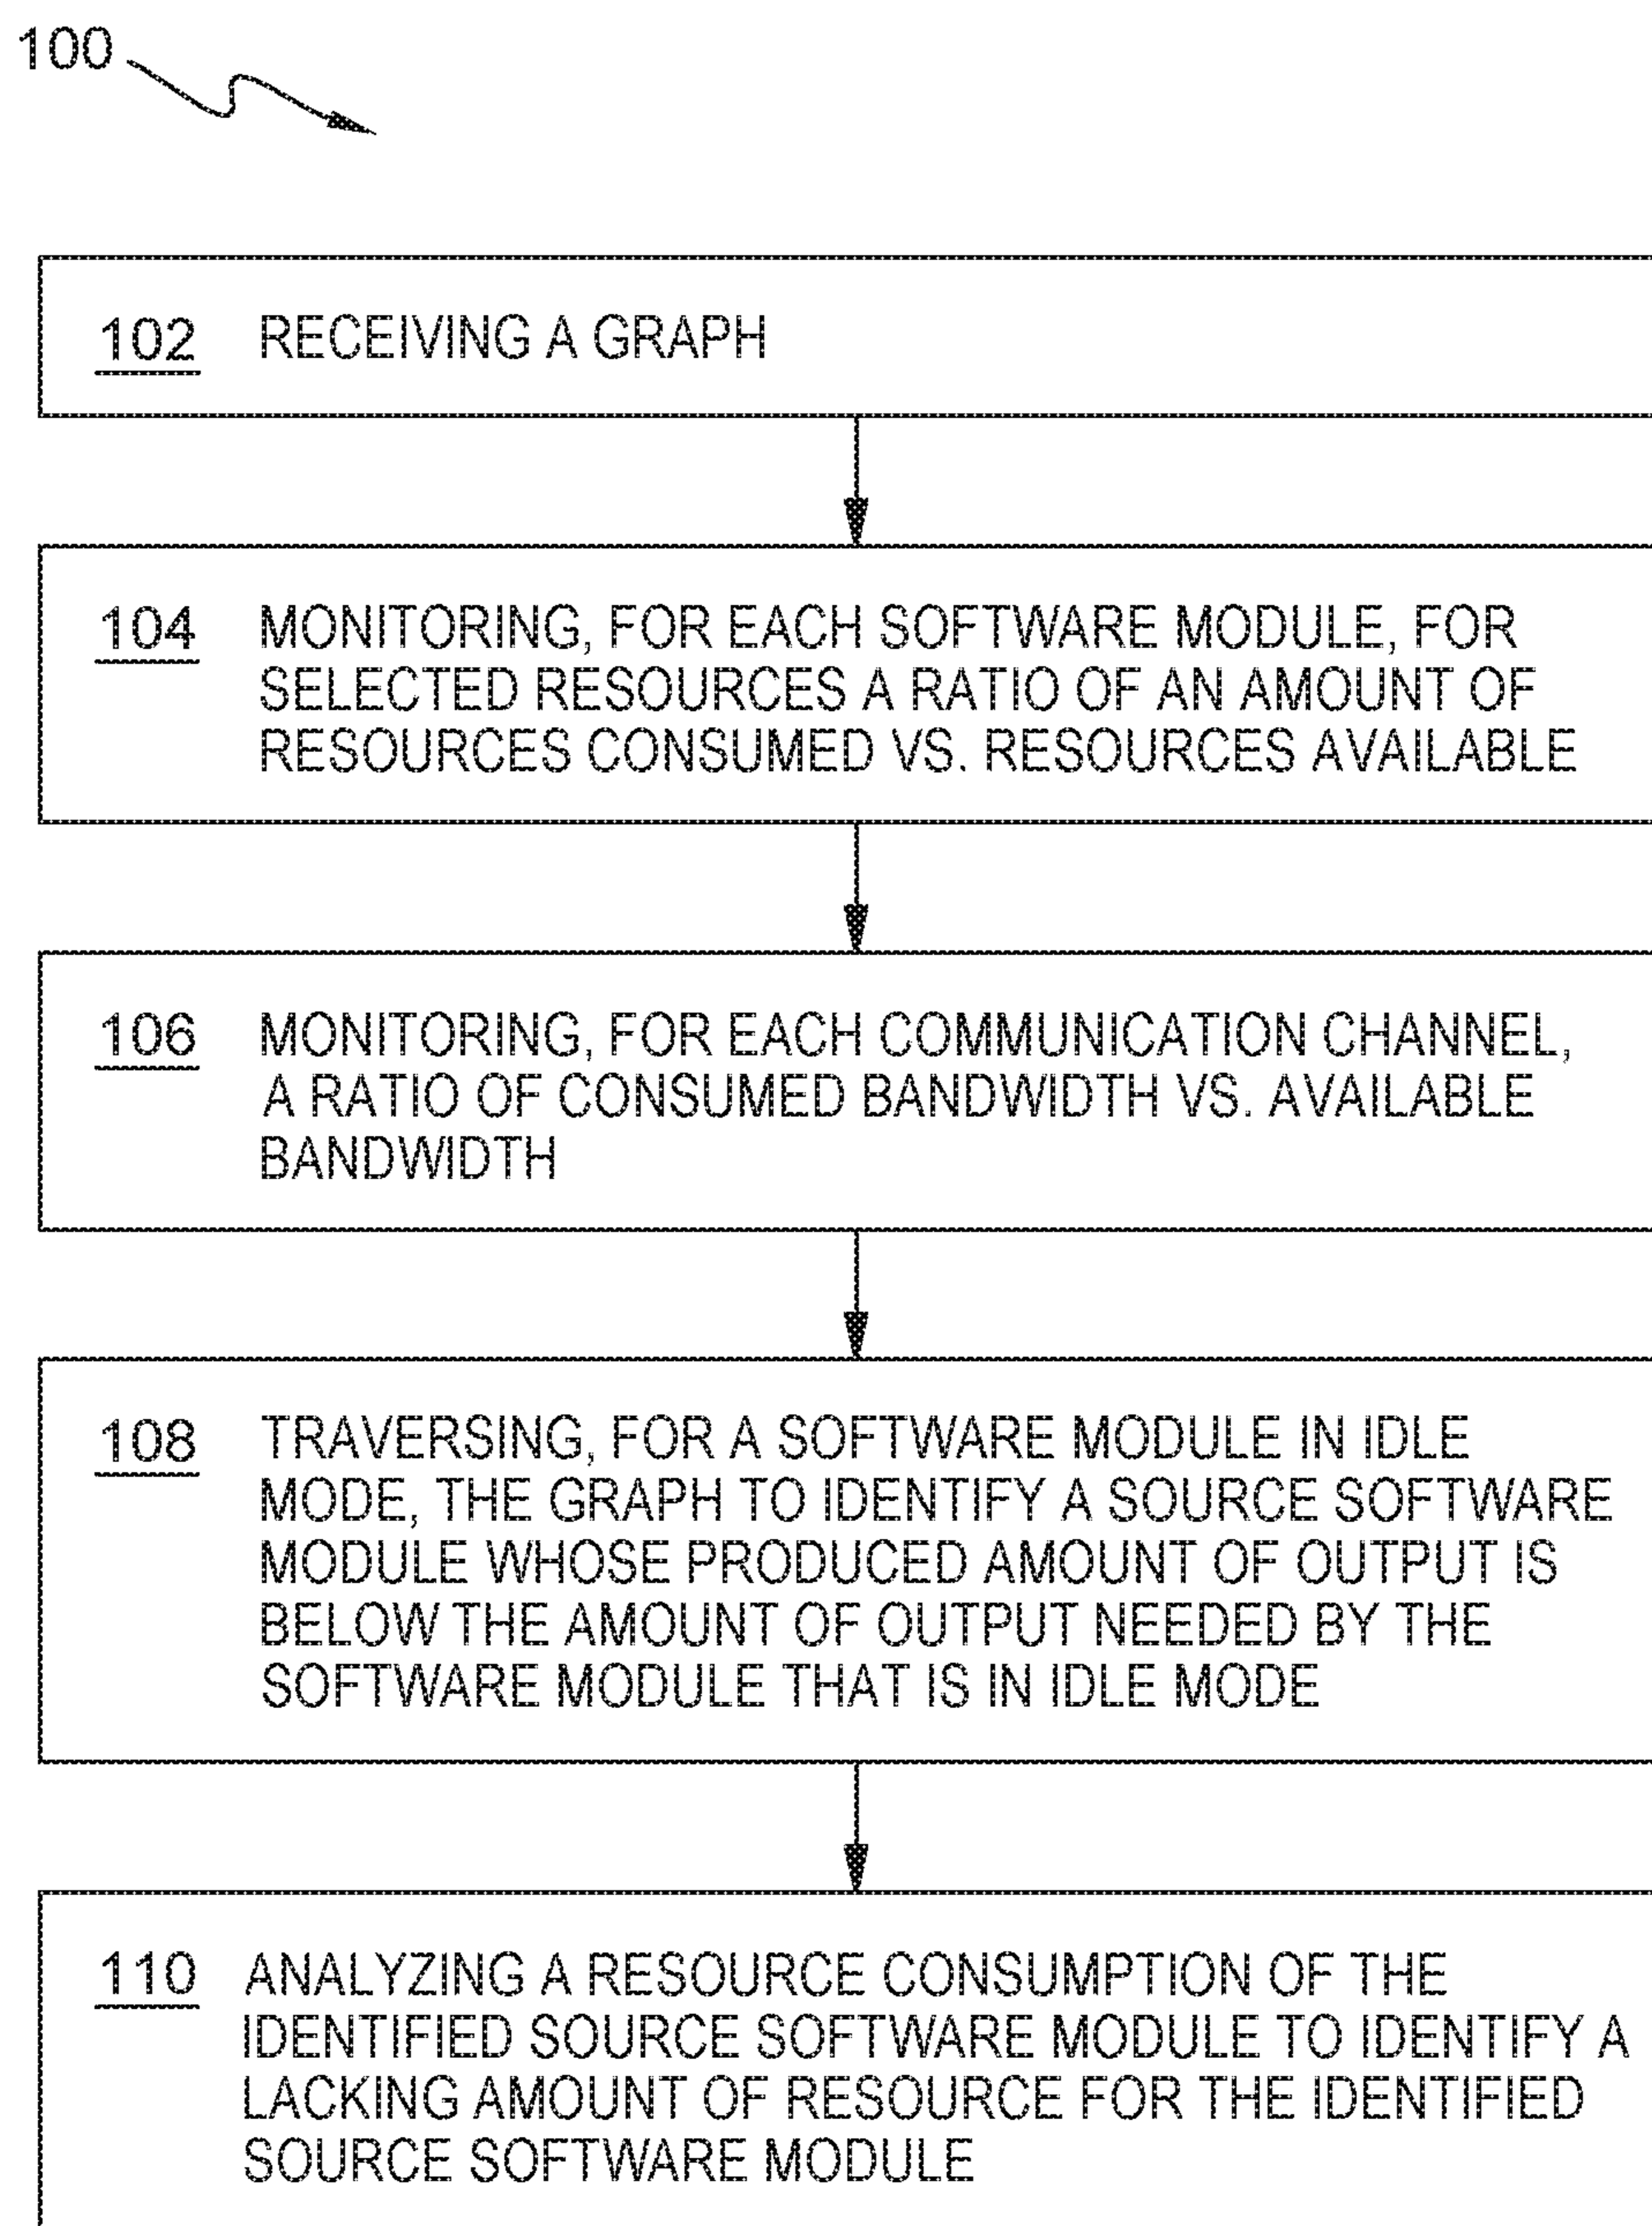 100
102 RECEIVING A GRAPH
104 MONITORING, FOR EACH SOFTWARE MODULE, FOR
SELECTED RESOURCES A RATIO OF AN AMOUNT OF
RESOURCES CONSUMED VS. RESOURCES AVAILABLE
106 MONITORING, FOR EACH COMMUNICATION CHANNEL,
A RATIO OF CONSUMED BANDWIDTH VS. AVAILABLE
BANDWIDTH
108 TRAVERSING, FOR A SOFTWARE MODULE IN IDLE
MODE, THE GRAPH TO IDENTIFY A SOURCE SOFTWARE
MODULE WHOSE PRODUCED AMOUNT OF OUTPUT IS
BELOW THE AMOUNT OF OUTPUT NEEDED BY THE
SOFTWARE MODULE THAT IS IN IDLE MODE
110 ANALYZING A RESOURCE CONSUMPTION OF THE
IDENTIFIED SOURCE SOFTWARE MODULE TO IDENTIFY A
LACKING AMOUNT OF RESOURCE FOR THE IDENTIFIED
SOURCE SOFTWARE MODULE